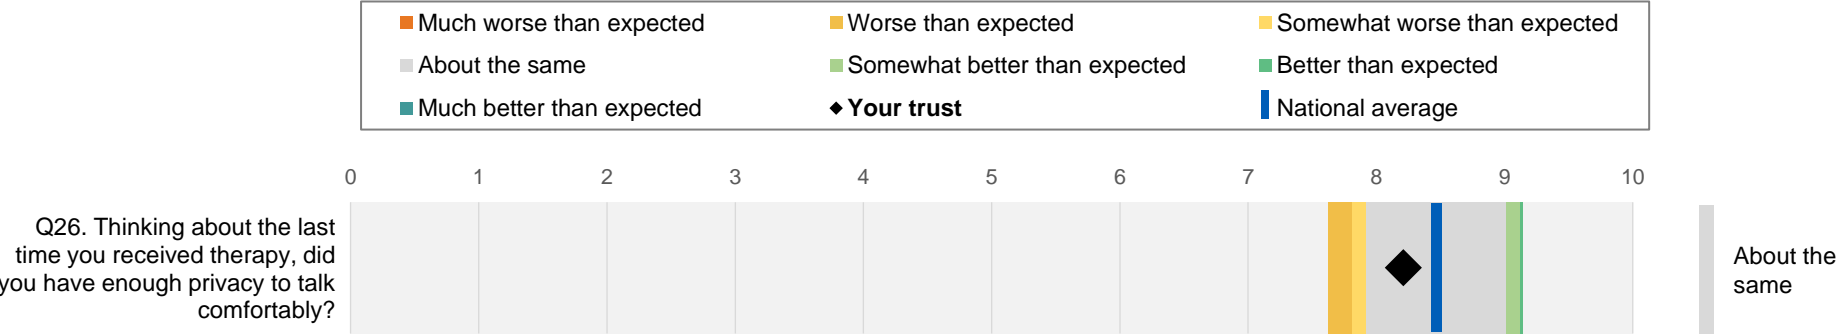 Much worse than expected
Worse than expected
Somewhat worse than expected
About the same
Somewhat better than expected
Better than expected
Much better than expected
Your trust
National average
0 1 2 3 4 5 6 7 8 9 10
Q26. Thinking about the last
time you received therapy, did
you have enough privacy to talk
comfortably?
About the
same